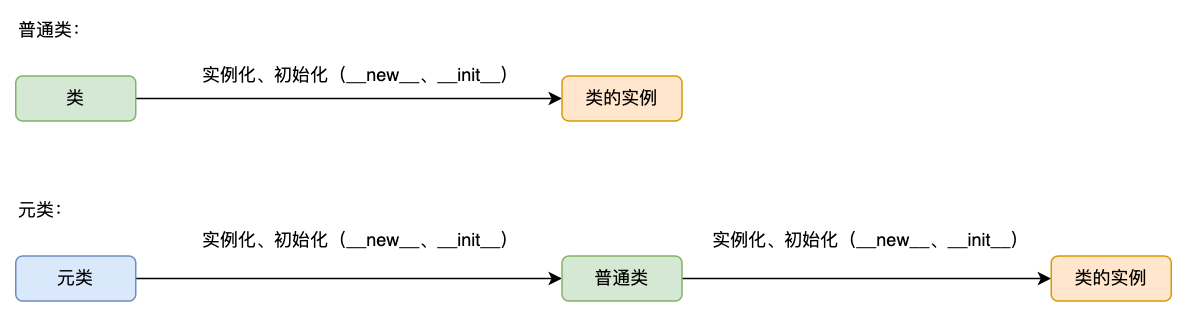 普通类：
实例化、初始化（__new__、__init__）
类
类的实例
元类：
实例化、初始化（__new__、__init__）
实例化、初始化（__new__、__init__）
元类
普通类
类的实例